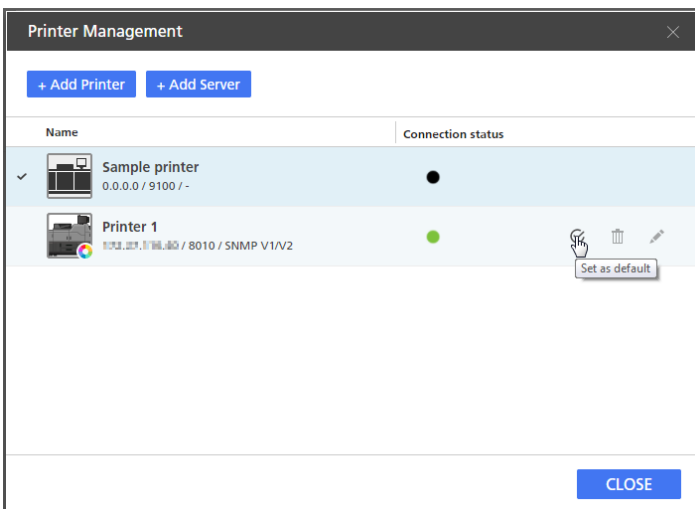 Printer Management
+ Add Printer + Add Server
Name Connection status
Sample printer
0.0.0.0 / 9100 / -
Printer 1
/ 8010 / SNMP V1/V2
Set as default
CLOSE